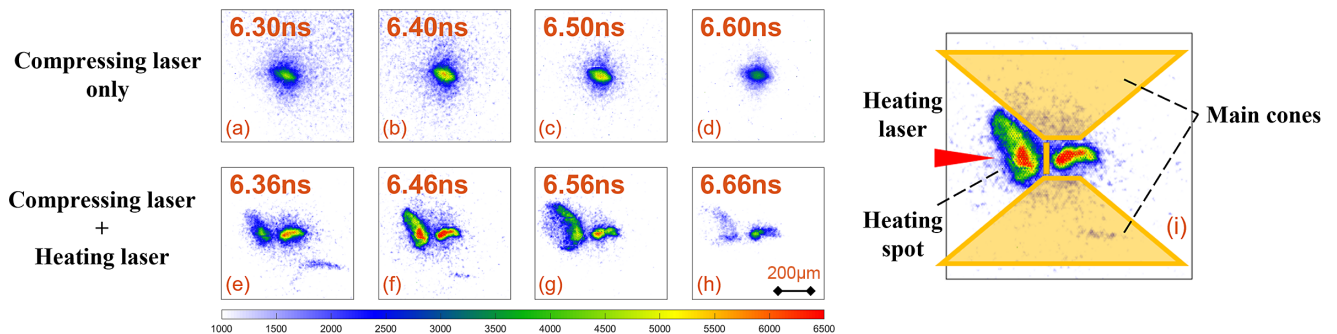 Compressing laser
only
6.30ns
(a)
6.40ns
(b)
6.50ns
(c)
6.60ns
(d)
Compressing laser
+
Heating laser
6.36ns
(e)
6.46ns
(f)
6.56ns
(g)
6.66ns
200μm
(h)
1000 1500 2000 2500 3000 3500 4000 4500 5000 5500 6000 6500
Heating
laser
Main cones
Heating
spot
(i)